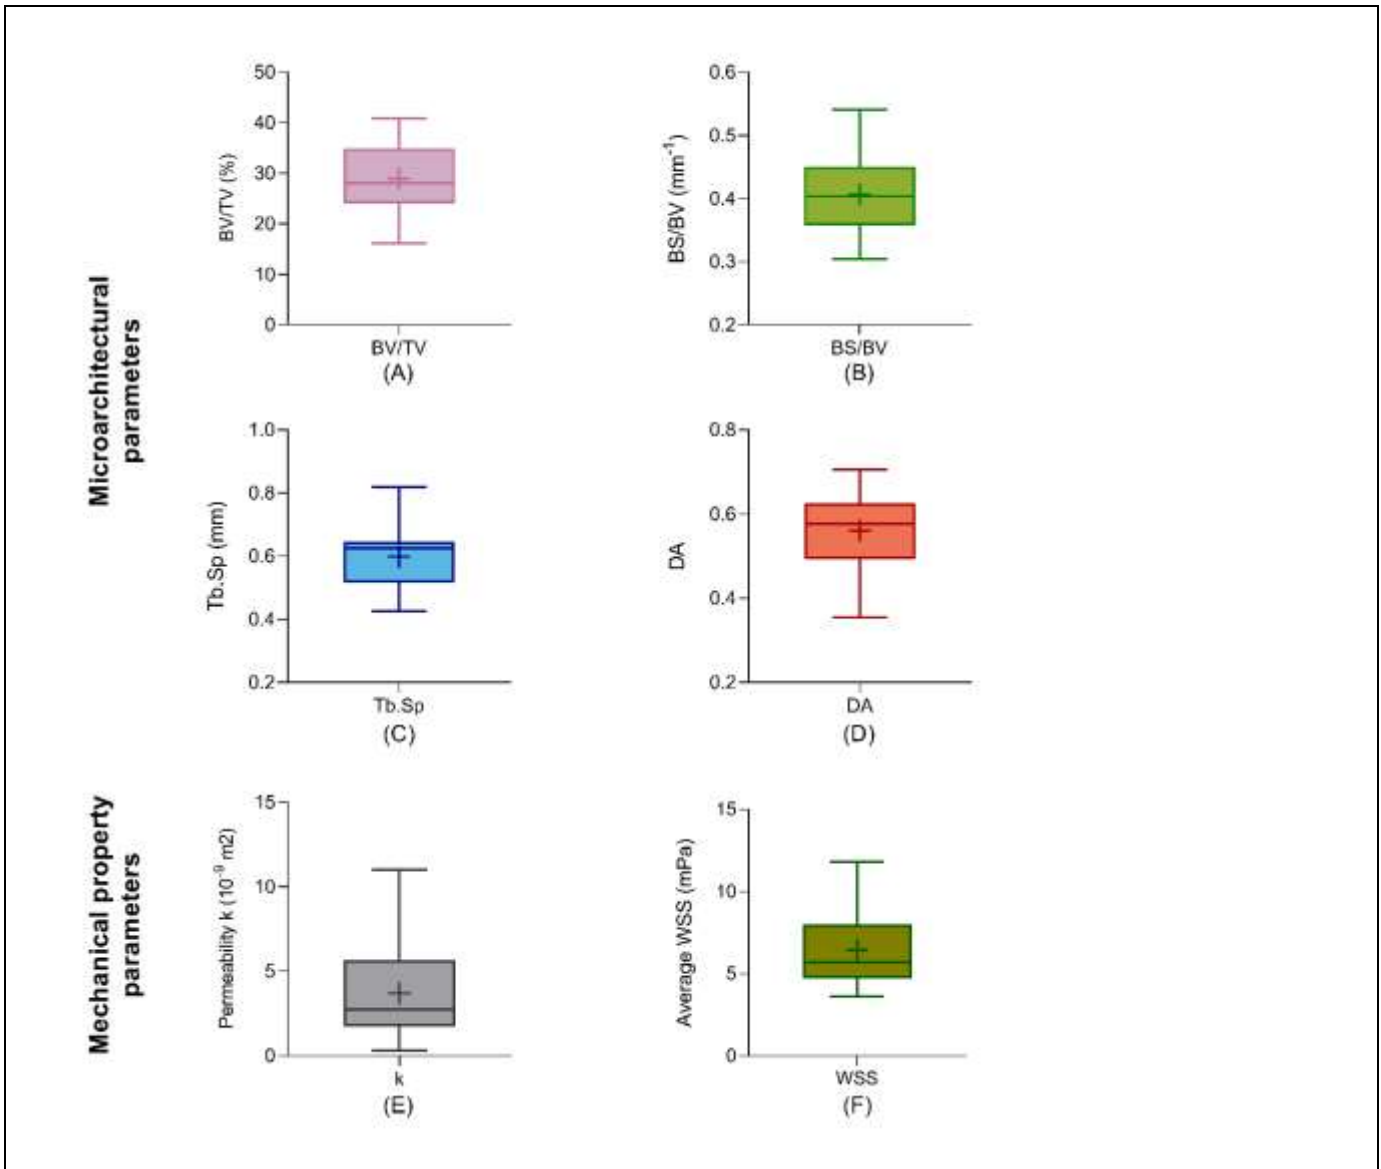 Microarchitectural
parameters
50
40
30
20
10
0
BV/TV (%)
BV/TV
(A)
0.6
0.5
0.4
0.3
0.2
BS/BV (mm⁻¹)
BS/BV
(B)
1.0
0.8
0.6
0.4
0.2
Tb.Sp (mm)
Tb.Sp
(C)
0.8
0.6
0.4
0.2
DA
DA
(D)
Mechanical property
parameters
15
10
5
0
Permeability k (10⁻⁹ m2)
k
(E)
15
10
5
0
Average WSS (mPa)
WSS
(F)